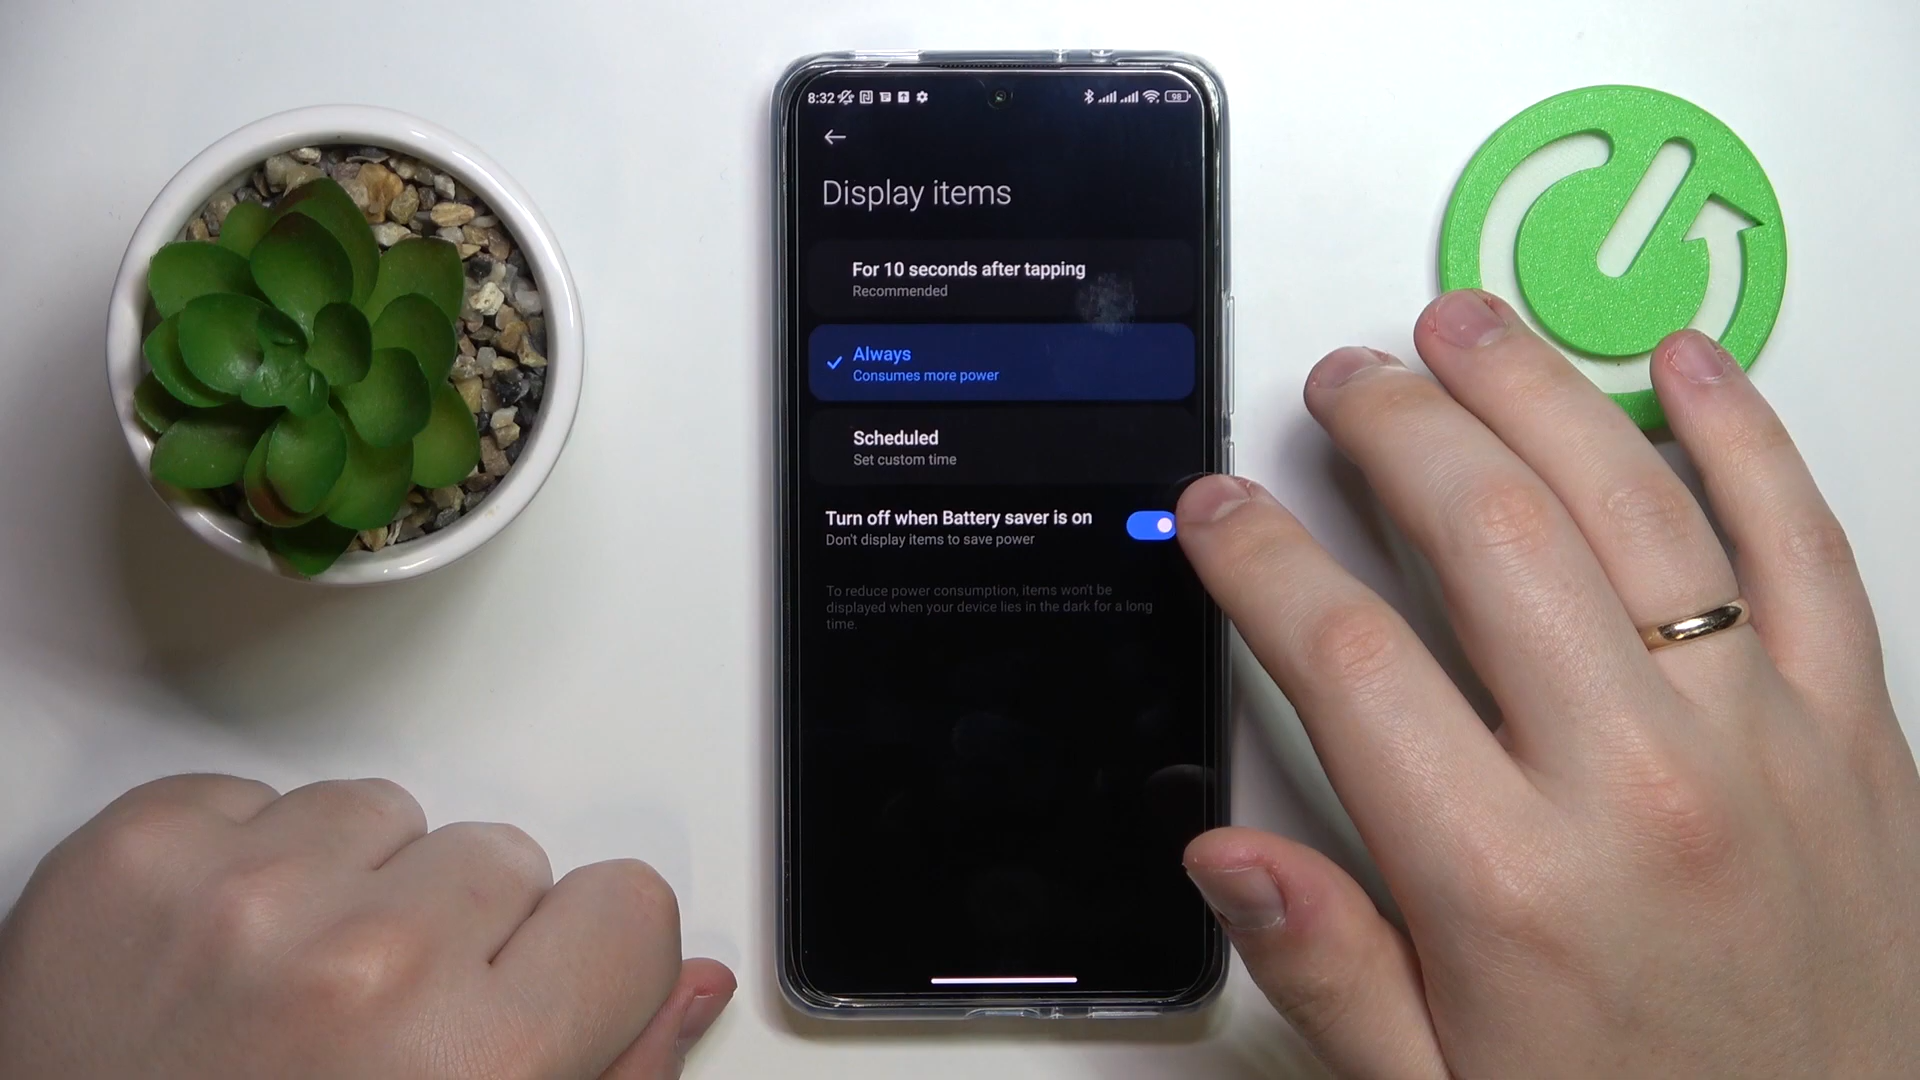 8:32
98
Display items
For 10 seconds after tapping
Recommended
Always
Consumes more power
Scheduled
Set custom time
Turn off when Battery saver is on
Don't display items to save power
To reduce power consumption, items won't be
displayed when your device lies in the dark for a long
time.